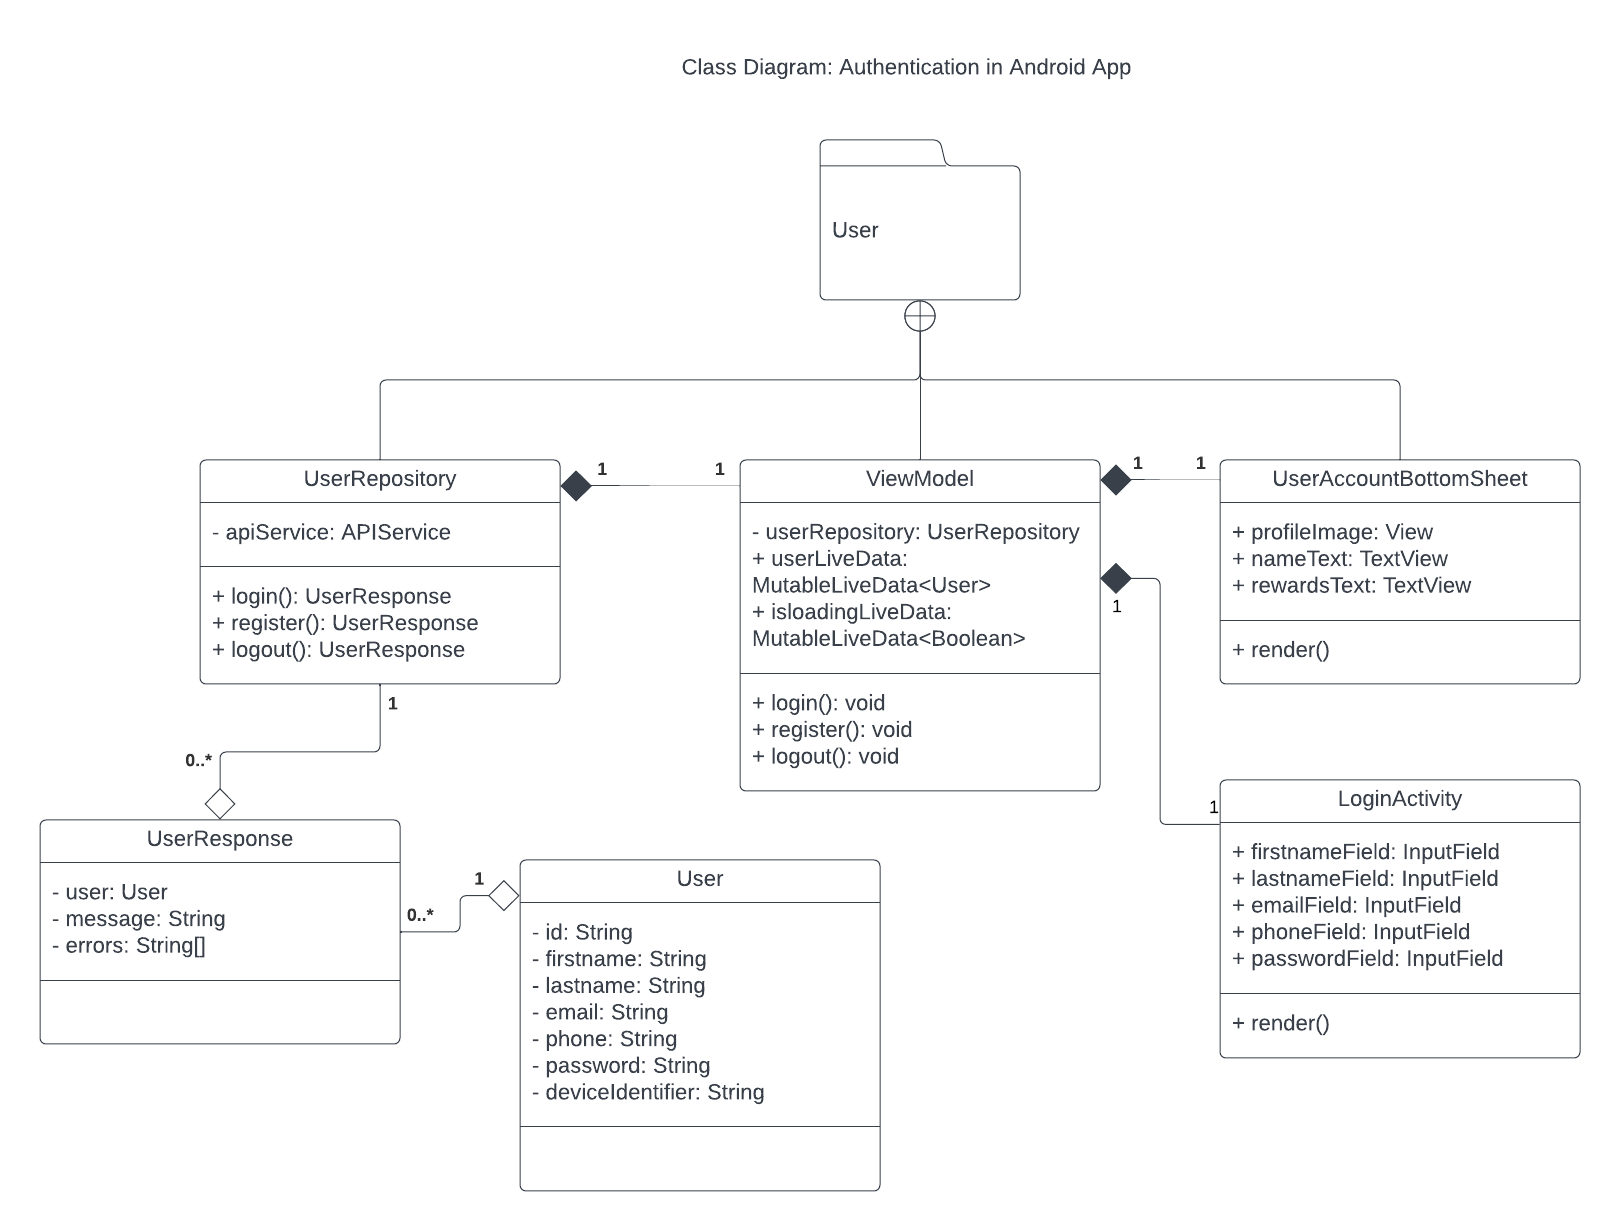 Class Diagram: Authentication in Android App
User
UserRepository
- apiService: APIService
+ login(): UserResponse
+ register(): UserResponse
+ logout(): UserResponse
1
1
ViewModel
- userRepository: UserRepository
+ userLiveData:
MutableLiveData<User>
+ isloadingLiveData:
MutableLiveData<Boolean>
+ login(): void
+ register(): void
+ logout(): void
1
1
UserAccountBottomSheet
+ profileImage: View
+ nameText: TextView
+ rewardsText: TextView
+ render()
1
1
LoginActivity
+ firstnameField: InputField
+ lastnameField: InputField
+ emailField: InputField
+ phoneField: InputField
+ passwordField: InputField
+ render()
1
0..*
UserResponse
- user: User
- message: String
- errors: String[]
0..*
1
User
- id: String
- firstname: String
- lastname: String
- email: String
- phone: String
- password: String
- deviceIdentifier: String